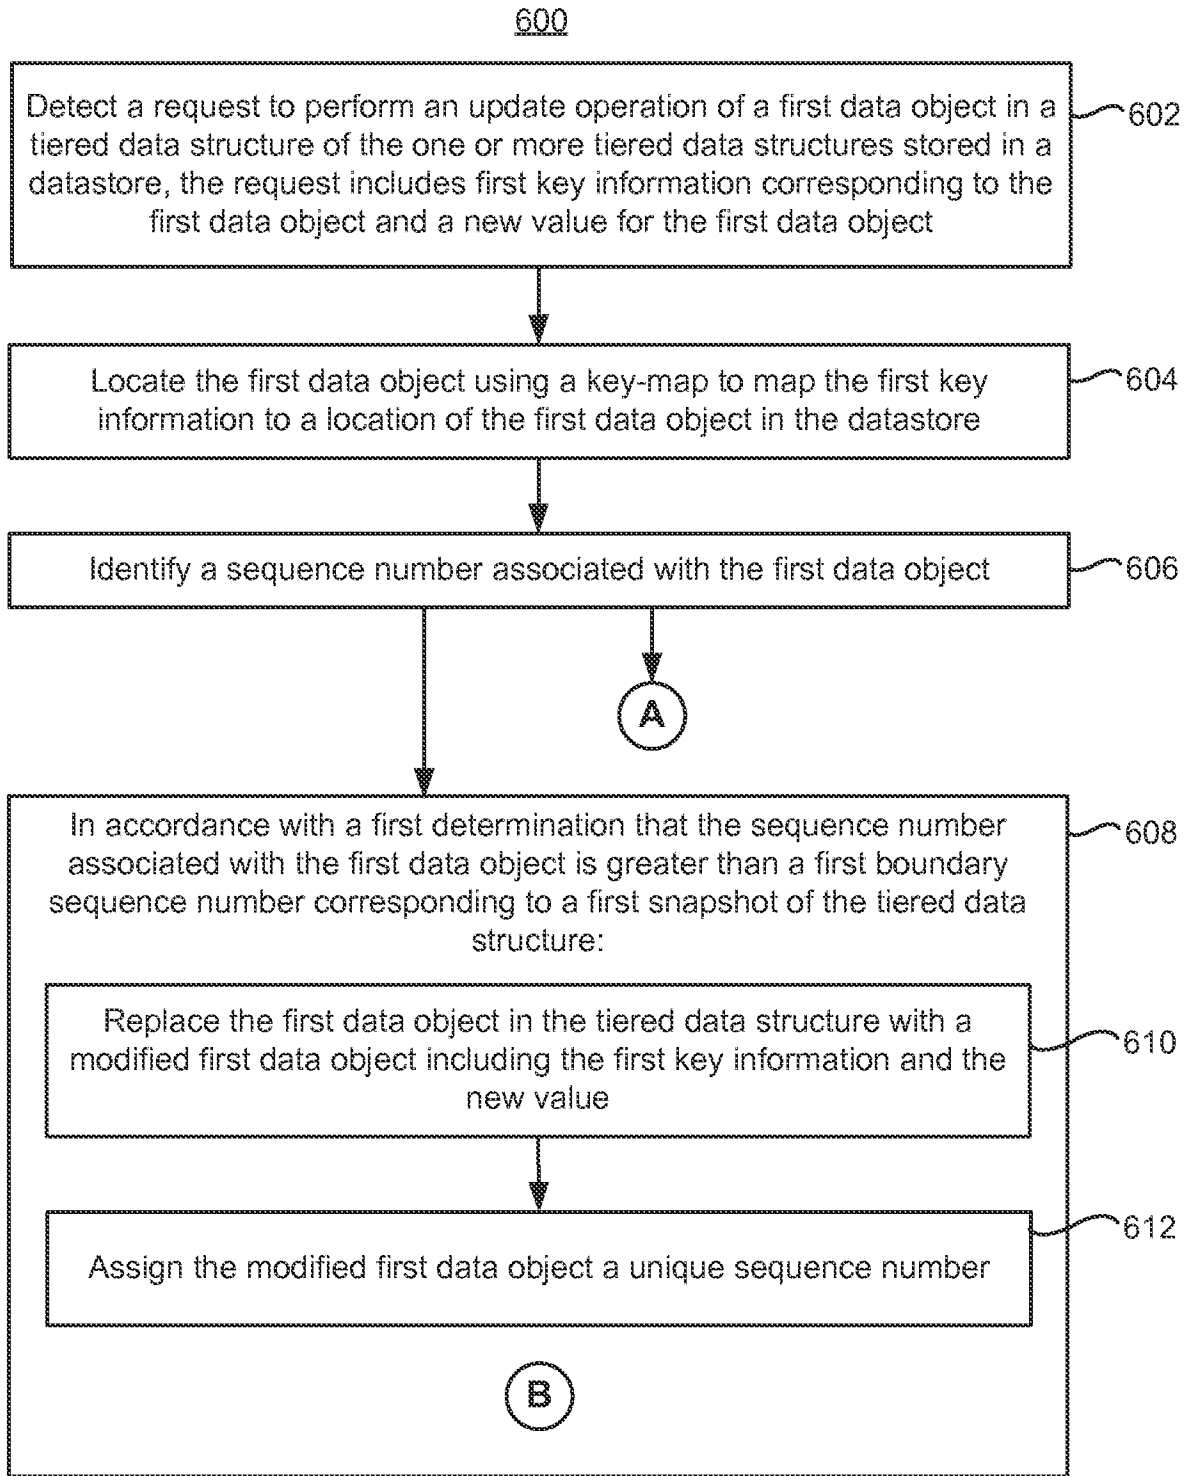 600
Detect a request to perform an update operation of a first data object in a
tiered data structure of the one or more tiered data structures stored in a
datastore, the request includes first key information corresponding to the
first data object and a new value for the first data object
602
Locate the first data object using a key-map to map the first key
information to a location of the first data object in the datastore
604
Identify a sequence number associated with the first data object
606
A
In accordance with a first determination that the sequence number
associated with the first data object is greater than a first boundary
sequence number corresponding to a first snapshot of the tiered data
structure:
608
Replace the first data object in the tiered data structure with a
modified first data object including the first key information and the
new value
610
Assign the modified first data object a unique sequence number
612
B